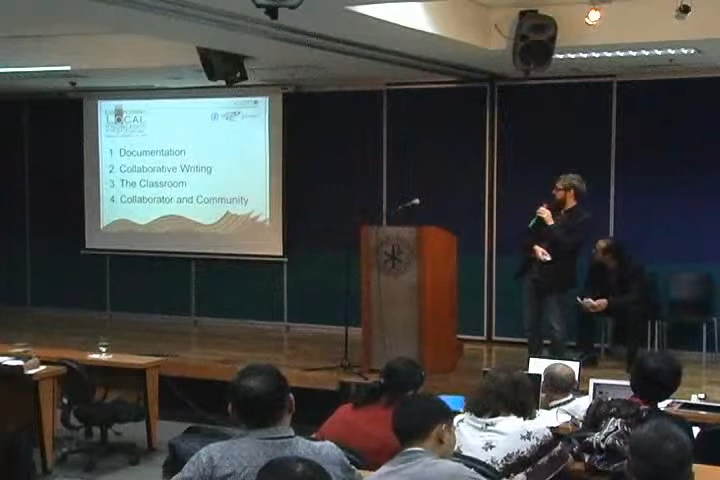 LOCAL
1. Documentation
2. Collaborative Writing
3. The Classroom
4. Collaborator and Community